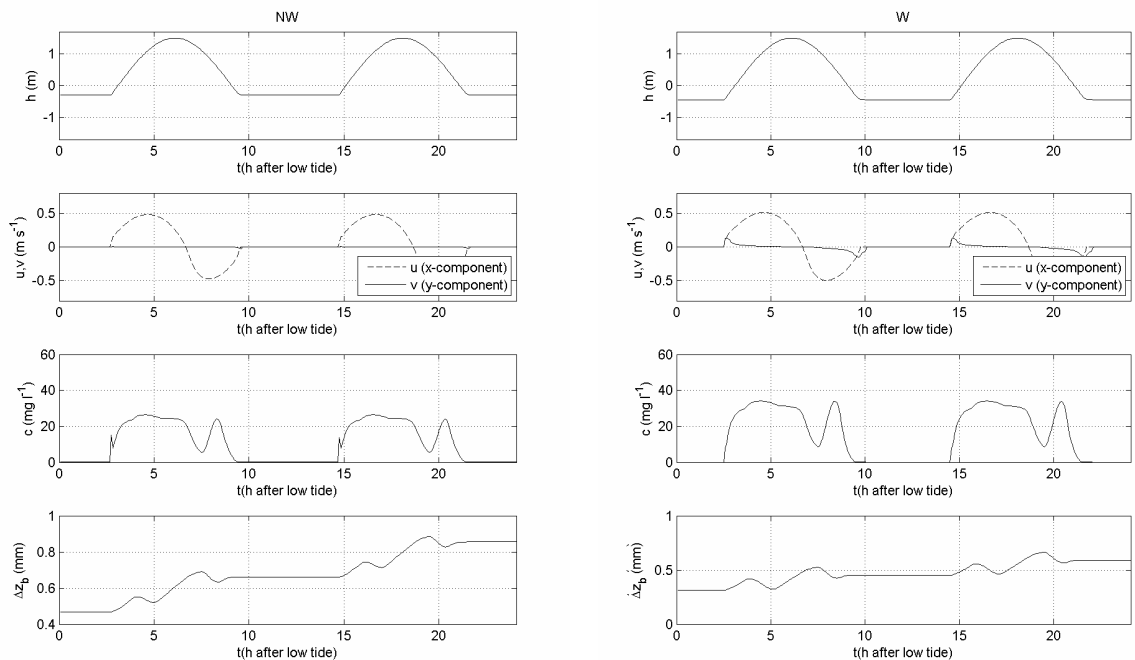 NW
h (m)
1
0
-1
0 5 10 15 20
t(h after low tide)
u,v (m s⁻¹)
0.5
0
-0.5
u (x-component)
v (y-component)
0 5 10 15 20
t(h after low tide)
c (mg l⁻¹)
60
40
20
0
0 5 10 15 20
t(h after low tide)
Δz_b (mm)
1
0.8
0.6
0.4
0 5 10 15 20
t(h after low tide)
W
h (m)
1
0
-1
0 5 10 15 20
t(h after low tide)
u,v (m s⁻¹)
0.5
0
-0.5
u (x-component)
v (y-component)
0 5 10 15 20
t(h after low tide)
c (mg l⁻¹)
60
40
20
0
0 5 10 15 20
t(h after low tide)
Δz_b (mm)
1
0.5
0
0 5 10 15 20
t(h after low tide)